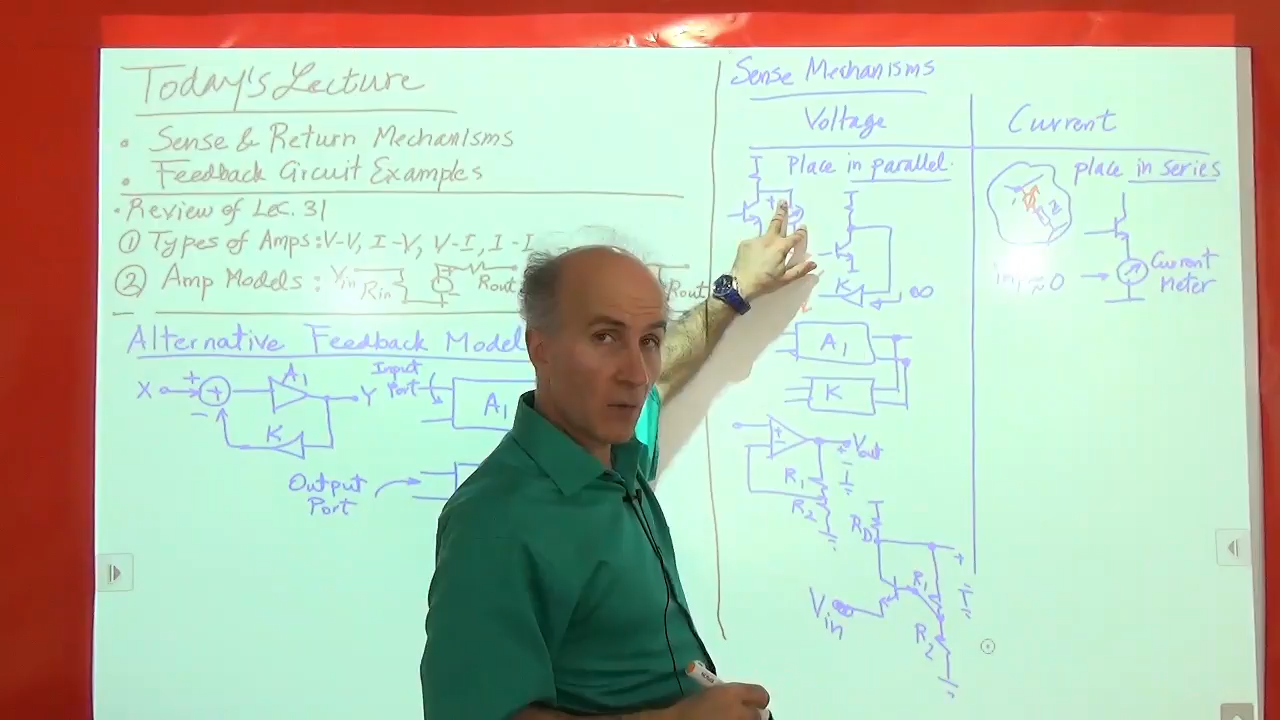 Today's Lecture
• Sense & Return Mechanisms
• Feedback Circuit Examples
• Review of Lec. 31
① Types of Amps: V-V, I-V, V-I, I-I
② Amp Models: Vin Rin Rout Rout
Alternative Feedback Model
X + + A1 Y
− K
Input Port A1
Output Port
Sense Mechanisms
Voltage
Place in parallel.
+
K ∞
A1
K
+ − + Vout
R1 −
R2
RD
+
Vin R1 −
R2
Current
place in series
≈ 0 Current Meter